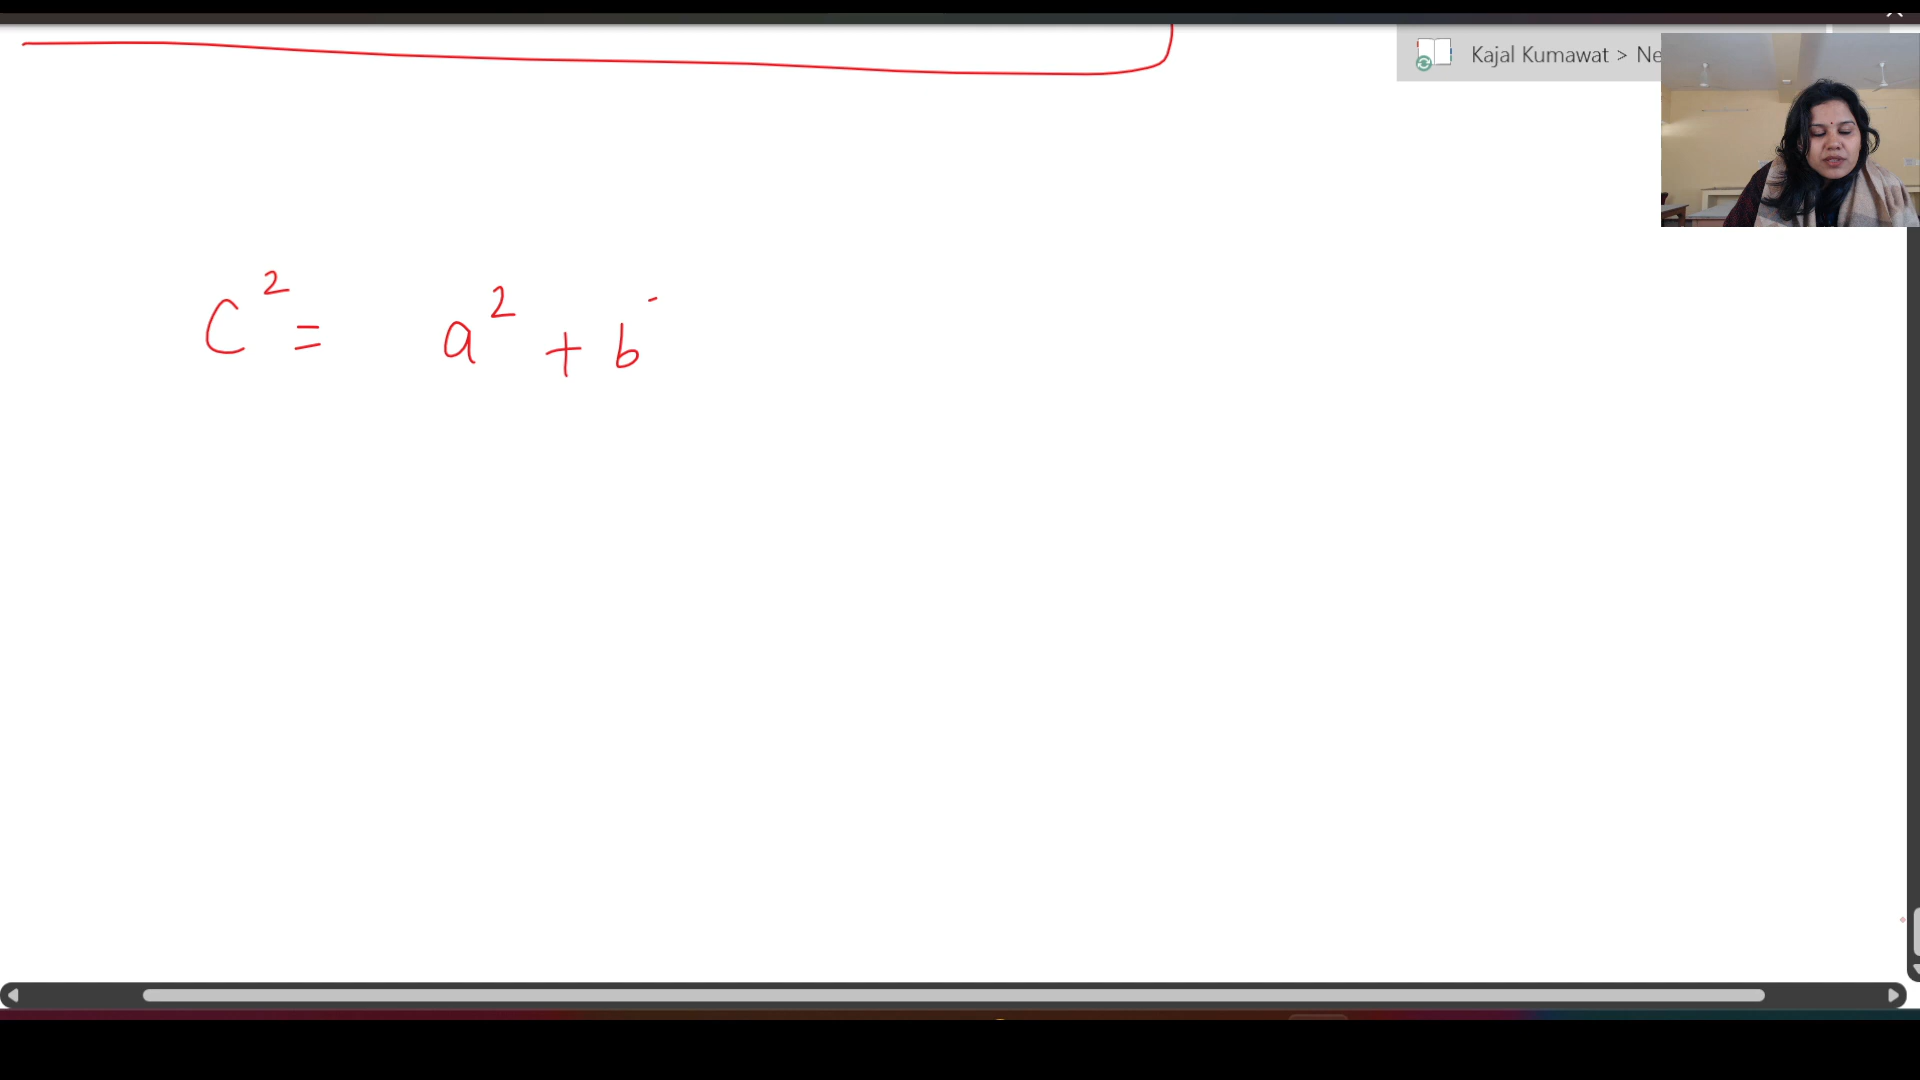 Kajal Kumawat > Ne
C² = a² + b